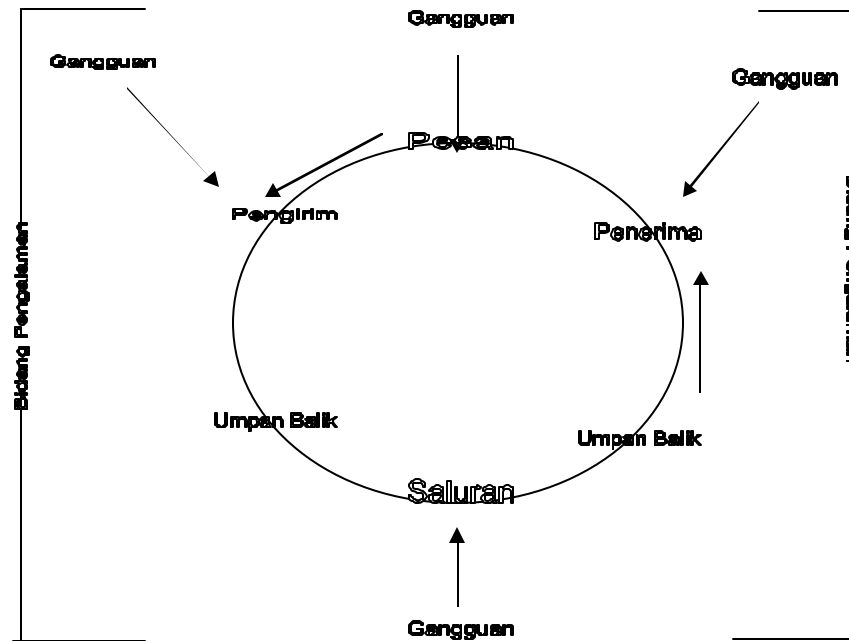 Gangguan
Gangguan
Gangguan
Pesan
Pengirim
Penerima
Bidang Pengalaman
Umpan Balik
Umpan Balik
Saluran
Gangguan